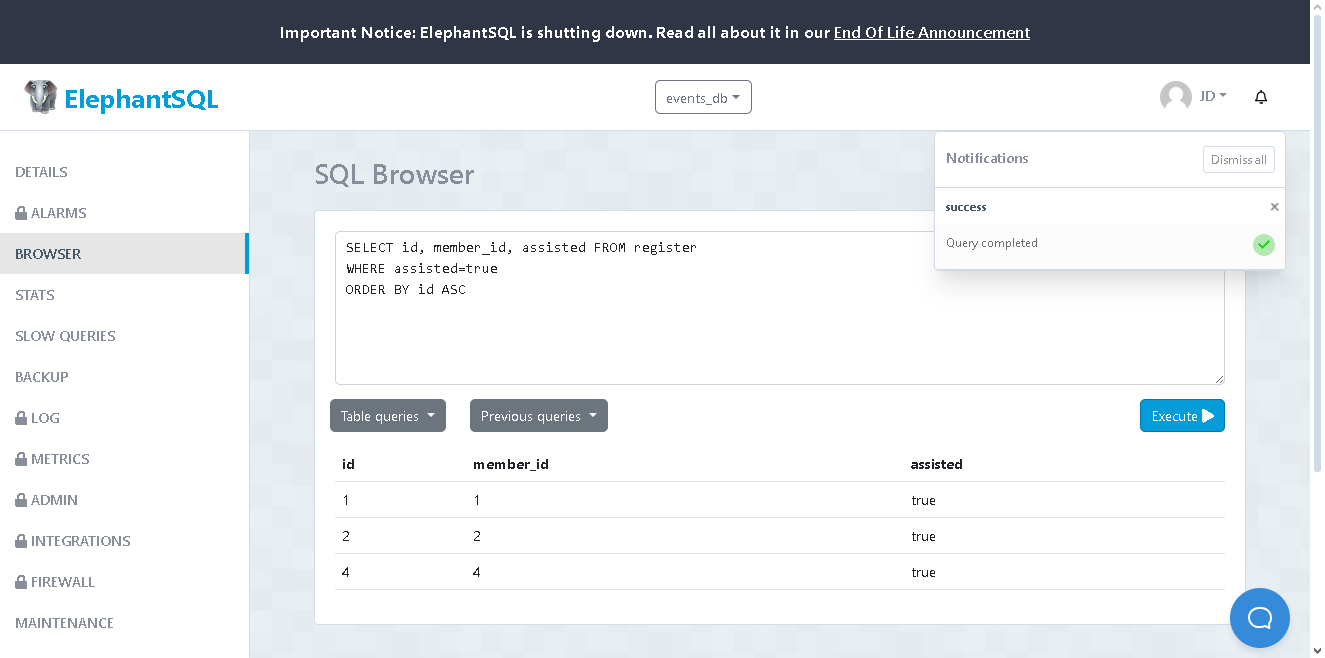 Important Notice: ElephantSQL is shutting down. Read all about it in our End Of Life Announcement
ElephantSQL
events_db
JD
DETAILS
ALARMS
BROWSER
STATS
SLOW QUERIES
BACKUP
LOG
METRICS
ADMIN
INTEGRATIONS
FIREWALL
MAINTENANCE
SQL Browser
Notifications
Dismiss all
success
×
Query completed
SELECT id, member_id, assisted FROM register
WHERE assisted=true
ORDER BY id ASC
Table queries
Previous queries
Execute
id member_id assisted
1 1 true
2 2 true
4 4 true